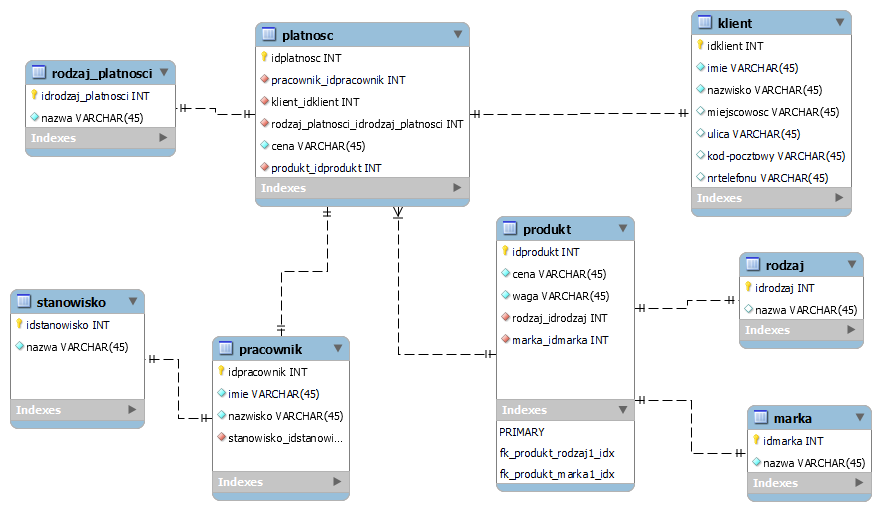 rodzaj_platnosci
idrodzaj_platnosci INT
nazwa VARCHAR(45)
Indexes
platnosc
idplatnosc INT
pracownik_idpracownik INT
klient_idklient INT
rodzaj_platnosci_idrodzaj_platnosci INT
cena VARCHAR(45)
produkt_idprodukt INT
Indexes
klient
idklient INT
imie VARCHAR(45)
nazwisko VARCHAR(45)
miejscowosc VARCHAR(45)
ulica VARCHAR(45)
kod-pocztowy VARCHAR(45)
nrtelefonu VARCHAR(45)
Indexes
produkt
idprodukt INT
cena VARCHAR(45)
waga VARCHAR(45)
rodzaj_idrodzaj INT
marka_idmarka INT
Indexes
PRIMARY
fk_produkt_rodzaj1_idx
fk_produkt_marka1_idx
rodzaj
idrodzaj INT
nazwa VARCHAR(45)
Indexes
stanowisko
idstanowisko INT
nazwa VARCHAR(45)
Indexes
pracownik
idpracownik INT
imie VARCHAR(45)
nazwisko VARCHAR(45)
stanowisko_idstanowi...
Indexes
marka
idmarka INT
nazwa VARCHAR(45)
Indexes